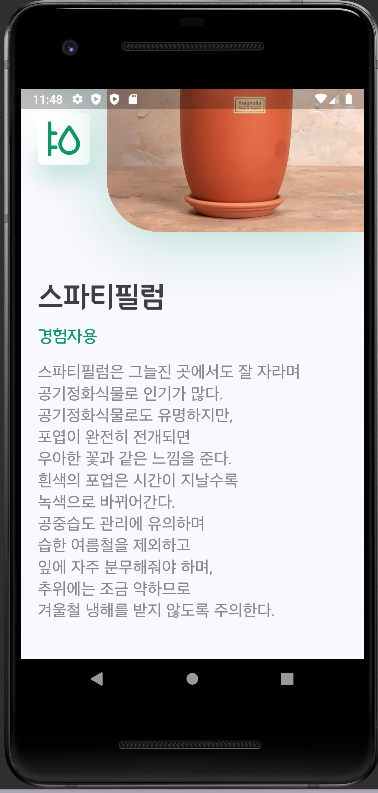 11:48
magnolia
스파티필럼
경험자용
스파티필럼은 그늘진 곳에서도 잘 자라며
공기정화식물로 인기가 많다.
공기정화식물로도 유명하지만,
포엽이 완전히 전개되면
우아한 꽃과 같은 느낌을 준다.
흰색의 포엽은 시간이 지날수록
녹색으로 바뀌어간다.
공중습도 관리에 유의하며
습한 여름철을 제외하고
잎에 자주 분무해줘야 하며,
추위에는 조금 약하므로
겨울철 냉해를 받지 않도록 주의한다.